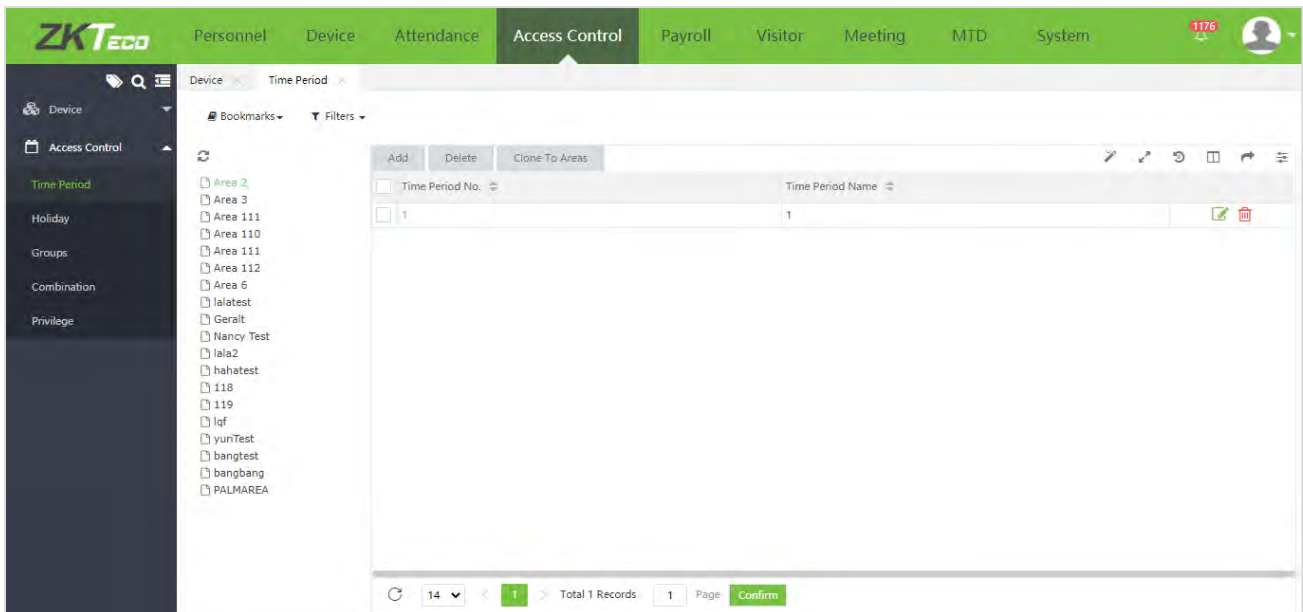 ZKTeco Personnel Device Attendance Access Control Payroll Visitor Meeting MTD System 1176
Device Time Period
Device
Bookmarks Filters
Access Control
Add Delete Clone To Areas
Time Period
Holiday
Groups
Combination
Privilege
Area 2
Area 3
Area 111
Area 110
Area 111
Area 112
Area 6
lalatest
Geralt
Nancy Test
lala2
hahatest
118
119
lqf
yunTest
bangtest
bangbang
PALMAREA
Time Period No. Time Period Name
1 1
14 < 1 > Total 1 Records 1 Page Confirm